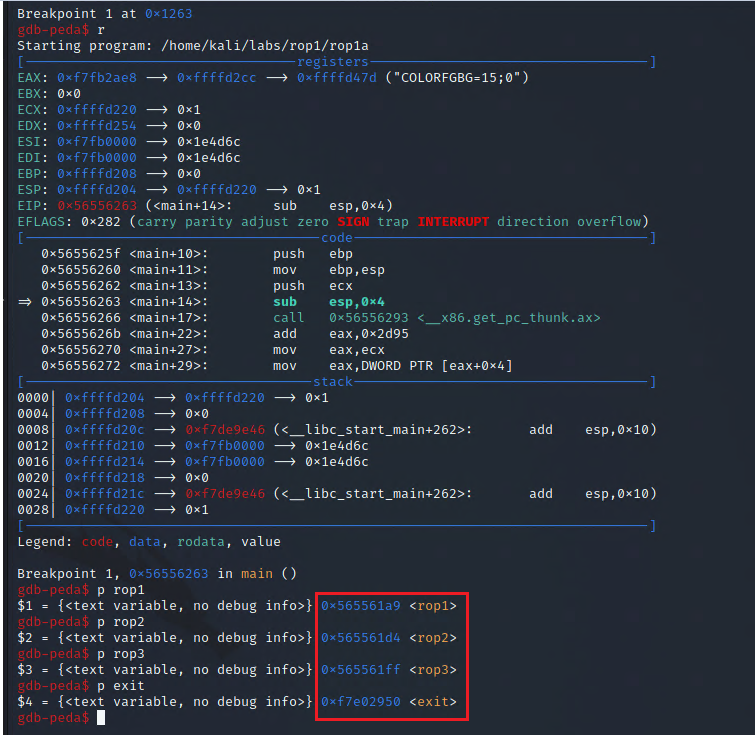 Breakpoint 1 at 0×1263
gdb-peda$ r
Starting program: /home/kali/labs/rop1/rop1a
[registers]
EAX: 0×f7fb2ae8 → 0×ffffd2cc → 0×ffffd47d ("COLORFGBG=15;0")
EBX: 0×0
ECX: 0×ffffd220 → 0×1
EDX: 0×ffffd254 → 0×0
ESI: 0×f7fb0000 → 0×1e4d6c
EDI: 0×f7fb0000 → 0×1e4d6c
EBP: 0×ffffd208 → 0×0
ESP: 0×ffffd204 → 0×ffffd220 → 0×1
EIP: 0×56556263 (<main+14>: sub esp,0×4)
EFLAGS: 0×282 (carry parity adjust zero SIGN trap INTERRUPT direction overflow)
[code]
0×5655625f <main+10>: push ebp
0×56556260 <main+11>: mov ebp,esp
0×56556262 <main+13>: push ecx
⇒ 0×56556263 <main+14>: sub esp,0×4
0×56556266 <main+17>: call 0×56556293 <__x86.get_pc_thunk.ax>
0×5655626b <main+22>: add eax,0×2d95
0×56556270 <main+27>: mov eax,ecx
0×56556272 <main+29>: mov eax,DWORD PTR [eax+0×4]
[stack]
0000| 0×ffffd204 → 0×ffffd220 → 0×1
0004| 0×ffffd208 → 0×0
0008| 0×ffffd20c → 0×f7de9e46 (<__libc_start_main+262>: add esp,0×10)
0012| 0×ffffd210 → 0×f7fb0000 → 0×1e4d6c
0016| 0×ffffd214 → 0×f7fb0000 → 0×1e4d6c
0020| 0×ffffd218 → 0×0
0024| 0×ffffd21c → 0×f7de9e46 (<__libc_start_main+262>: add esp,0×10)
0028| 0×ffffd220 → 0×1
[]
Legend: code, data, rodata, value
Breakpoint 1, 0×56556263 in main ()
gdb-peda$ p rop1
$1 = {<text variable, no debug info>} 0×565561a9 <rop1>
gdb-peda$ p rop2
$2 = {<text variable, no debug info>} 0×565561d4 <rop2>
gdb-peda$ p rop3
$3 = {<text variable, no debug info>} 0×565561ff <rop3>
gdb-peda$ p exit
$4 = {<text variable, no debug info>} 0×f7e02950 <exit>
gdb-peda$